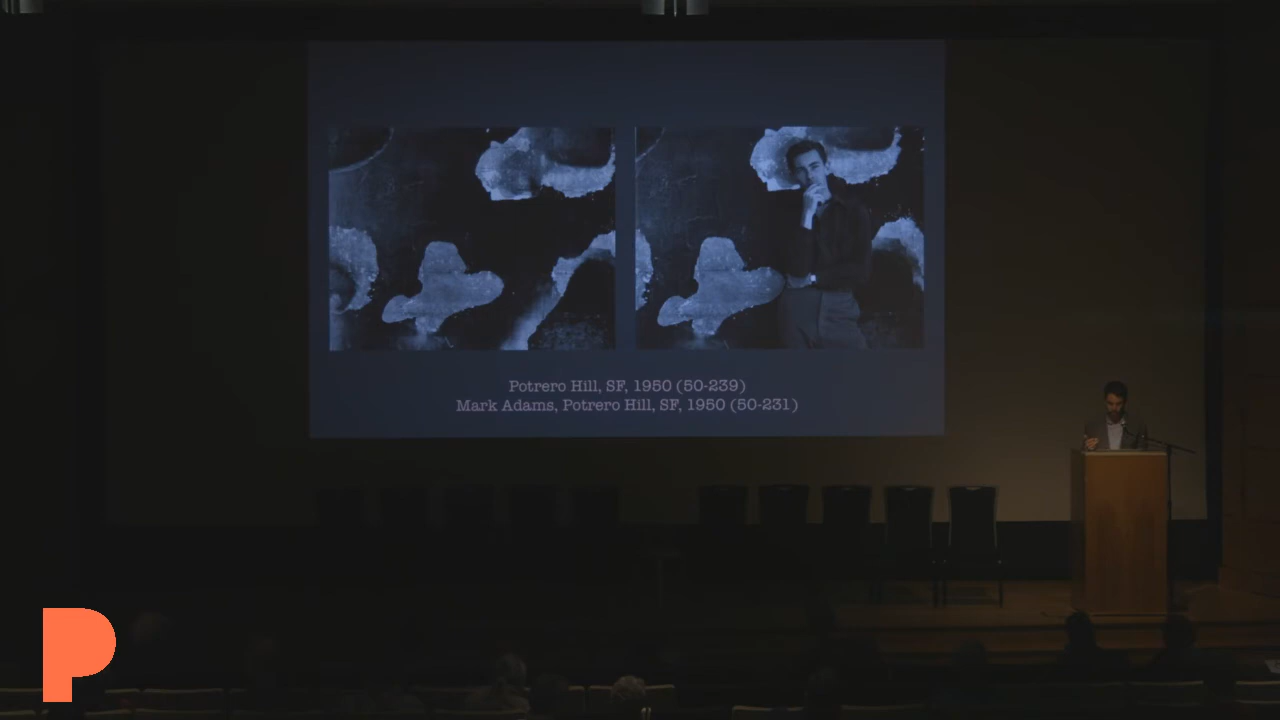 Potrero Hill, SF, 1950 (50-239)
Mark Adams, Potrero Hill, SF, 1950 (50-231)
P